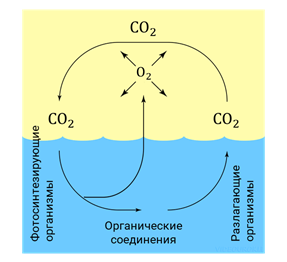 CO₂
O₂
CO₂
CO₂
Фотосинтезирующие
организмы
Органические
соединения
Разлагающие
организмы